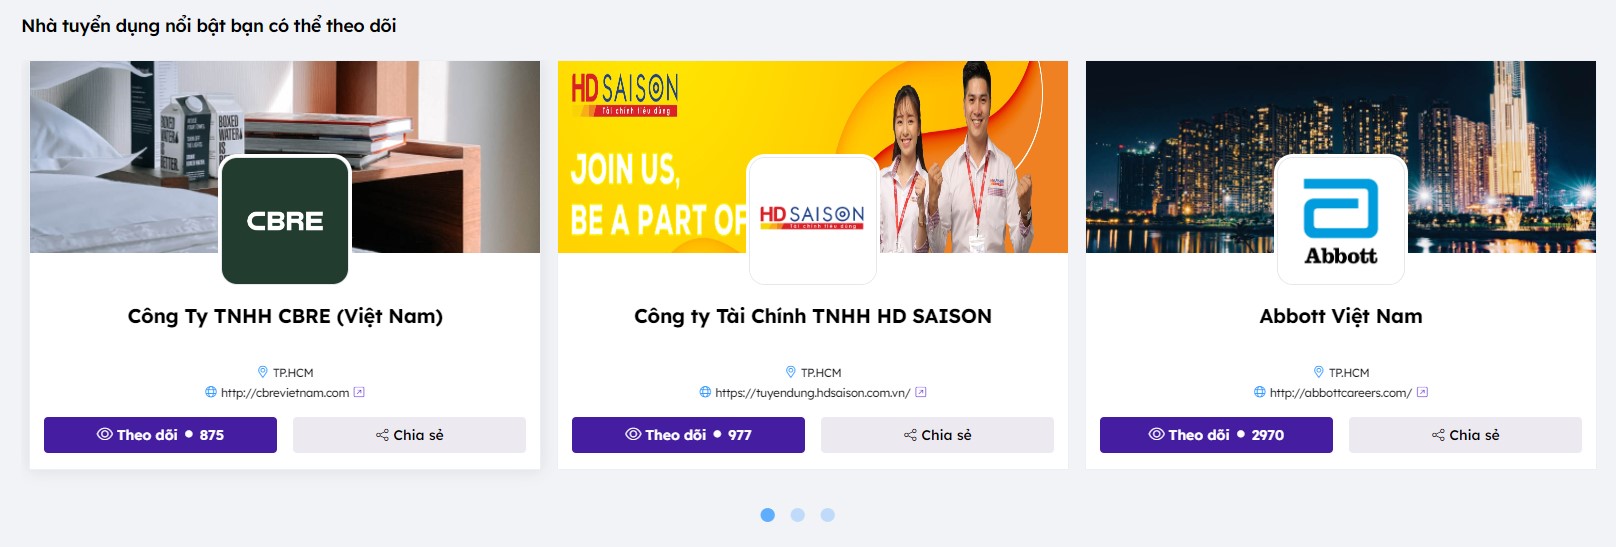 Nhà tuyển dụng nổi bật bạn có thể theo dõi
BOXED
WATER
IS
BETTER.
BOXED
WATER
IS
CBRE
Công Ty TNHH CBRE (Việt Nam)
TP.HCM
http://cbrevietnam.com
Theo dõi • 875
Chia sẻ
HD SAISON
Tài chính tiêu dùng
JOIN US,
BE A PART OF
HD SAISON
Tài chính tiêu dùng
Công ty Tài Chính TNHH HD SAISON
TP.HCM
https://tuyendung.hdsaison.com.vn/
Theo dõi • 977
Chia sẻ
Abbott
Abbott Việt Nam
TP.HCM
http://abbottcareers.com/
Theo dõi • 2970
Chia sẻ